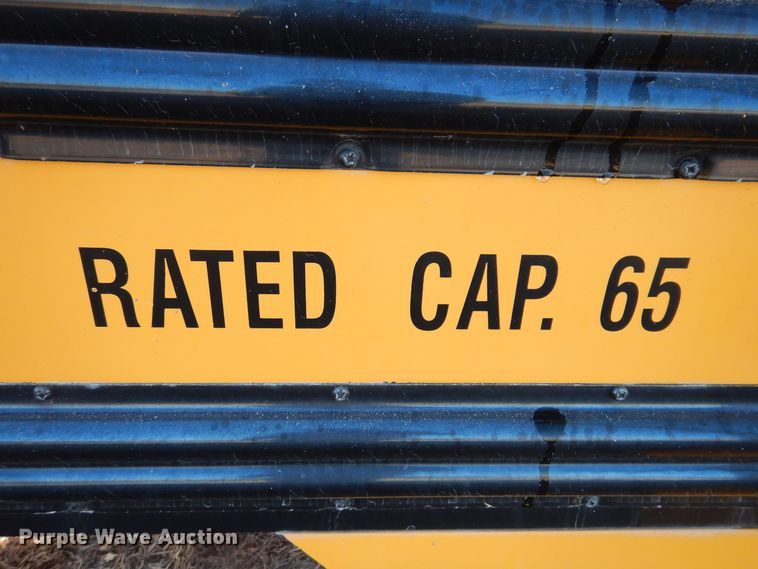 RATED CAP. 65
Purple Wave Auction